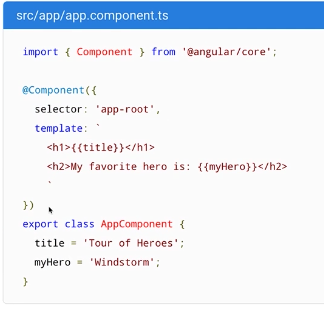 src/app/app.component.ts
import { Component } from '@angular/core';
@Component({
selector: 'app-root',
template: `
<h1>{{title}}</h1>
<h2>My favorite hero is: {{myHero}}</h2>
`
})
export class AppComponent {
title = 'Tour of Heroes';
myHero = 'Windstorm';
}